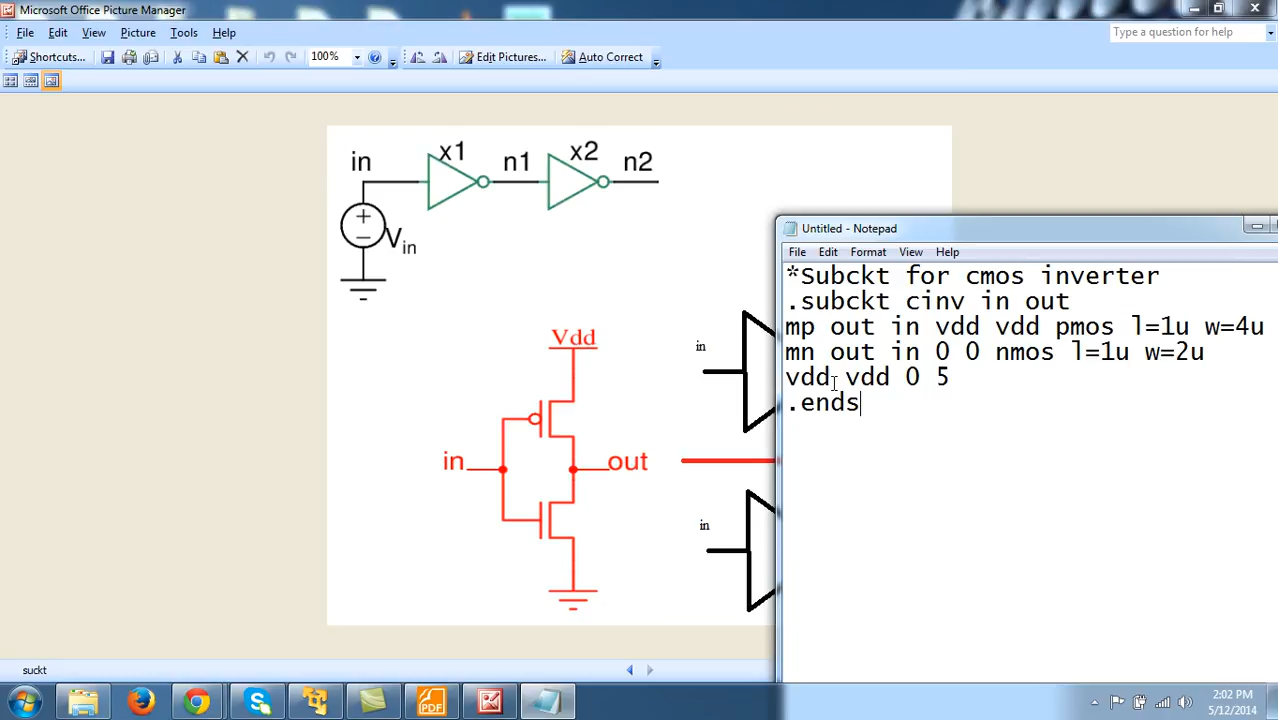 Microsoft Office Picture Manager
File Edit View Picture Tools Help
Type a question for help
Shortcuts... 100% Edit Pictures... Auto Correct
in x1 n1 x2 n2
+
−
Vin
Vdd
in out
in
in
Untitled - Notepad
File Edit Format View Help
*Subckt for cmos inverter
.subckt cinv in out
mp out in vdd vdd pmos l=1u w=4u
mn out in 0 0 nmos l=1u w=2u
vdd vdd 0 5
.ends
suckt
2:02 PM
5/12/2014